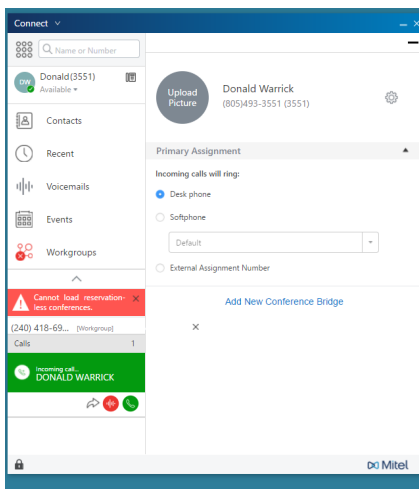 Connect
Name or Number
OW
Donald (3551)
Available
Contacts
Recent
Voicemails
Events
Workgroups
Cannot load reservation-
less conferences.
(240) 418-69... [Workgroup]
Calls 1
Incoming call...
DONALD WARRICK
Upload
Picture
Donald Warrick
(805)493-3551 (3551)
Primary Assignment
Incoming calls will ring:
Desk phone
Softphone
Default
External Assignment Number
Add New Conference Bridge
Mitel